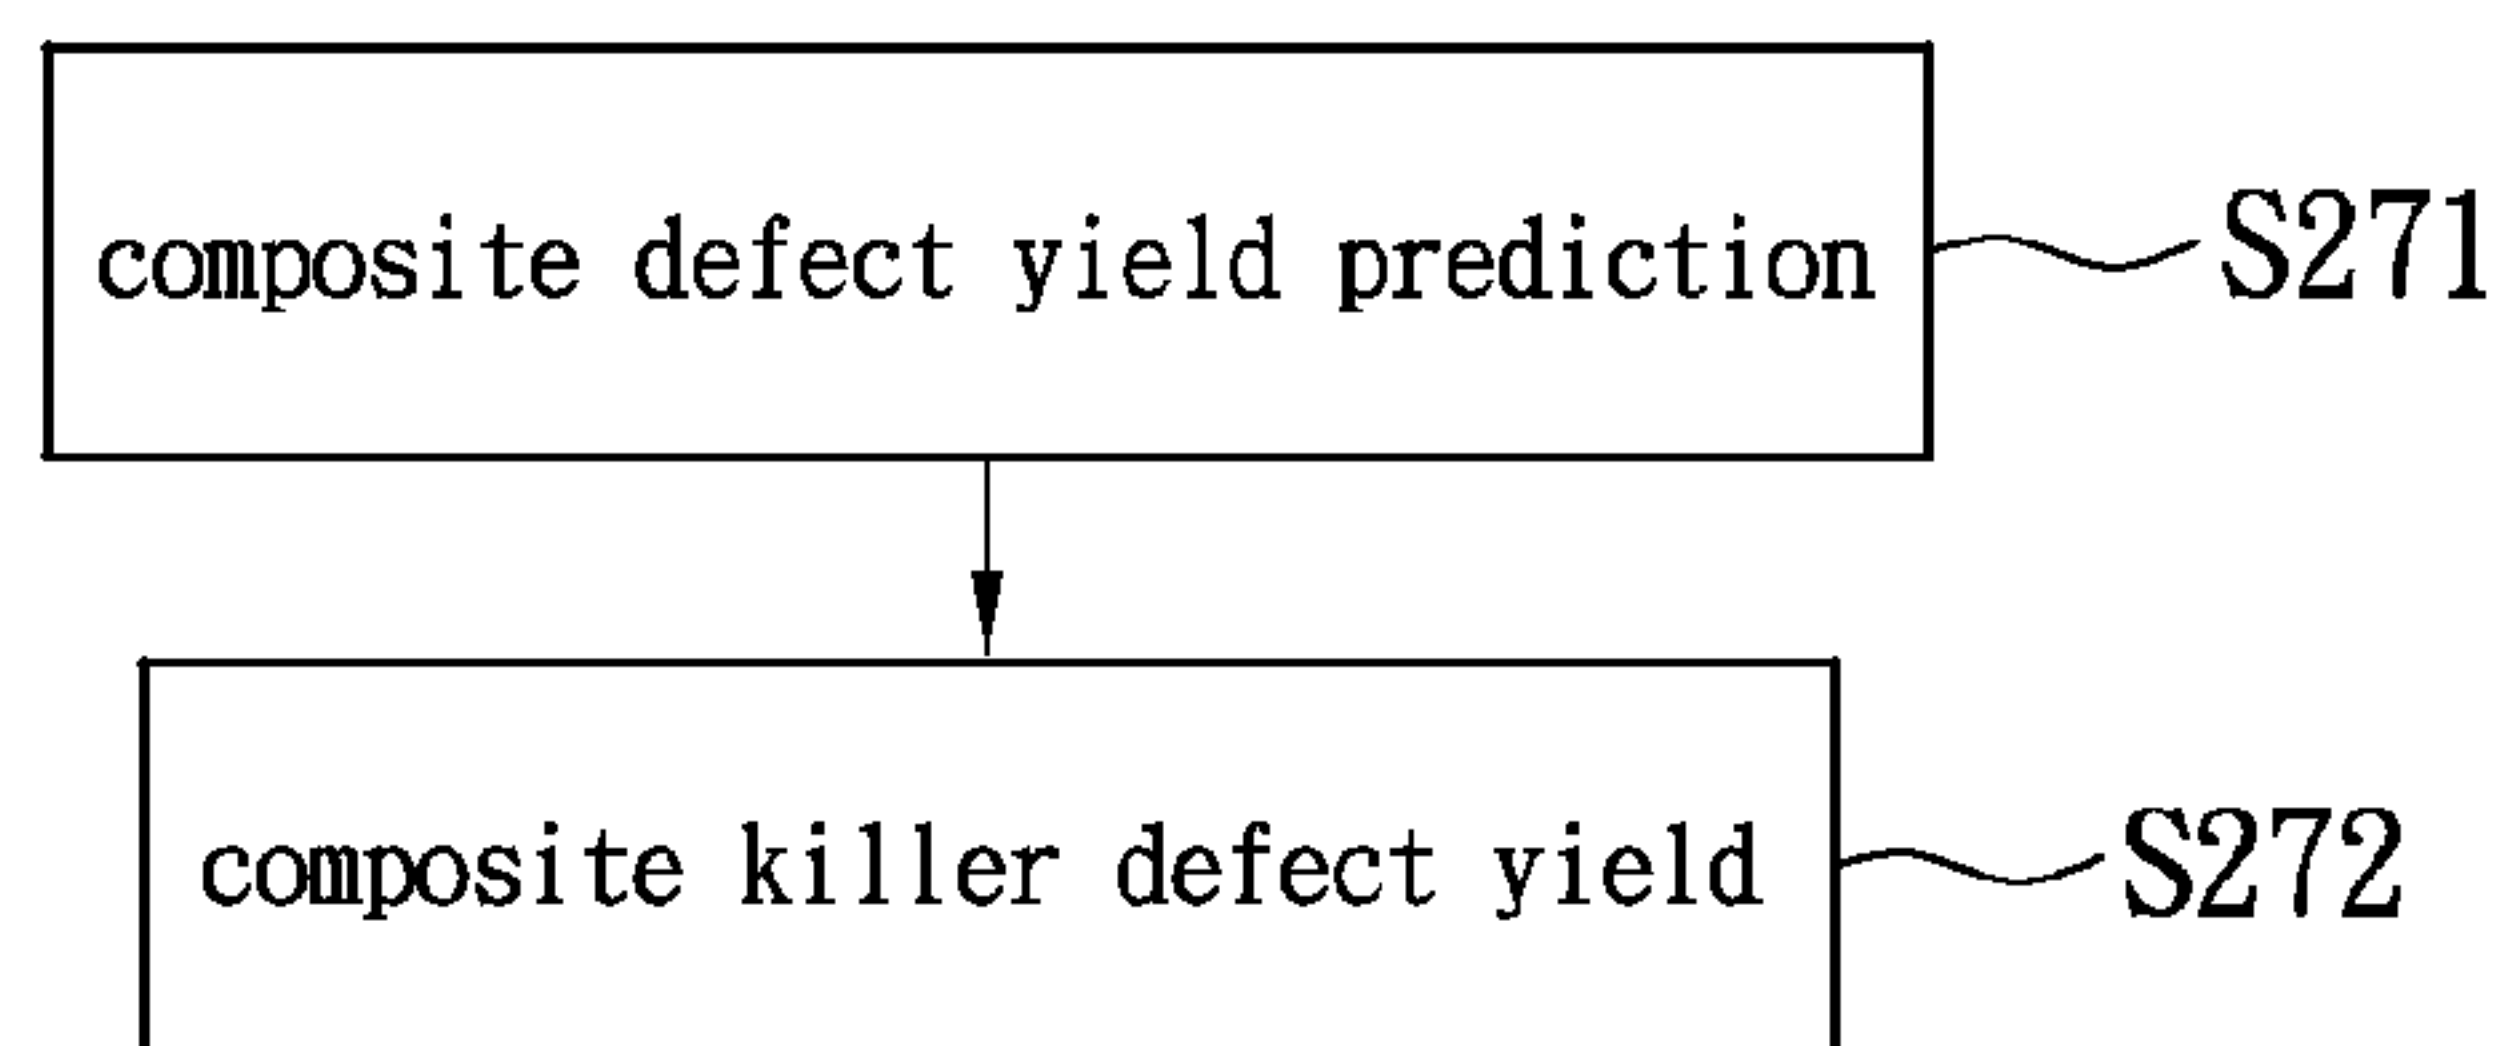 composite defect yield prediction S271
composite killer defect yield S272